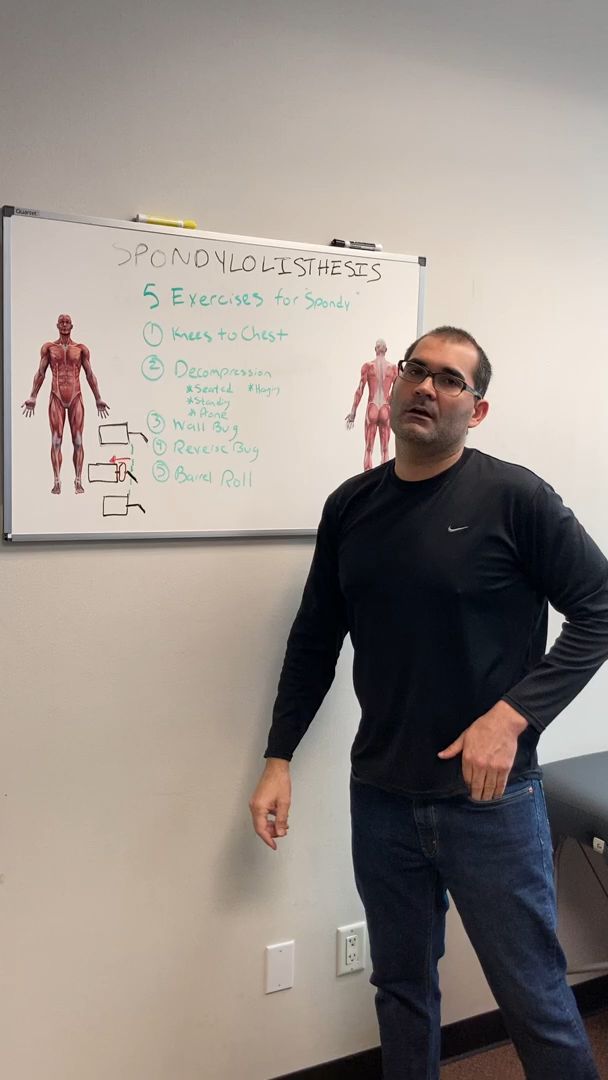 Quartet
SPONDYLOLISTHESIS
5 Exercises for "Spondy"
① Knees to Chest
② Decompression
*Seated *Hanging
*Standing
*Prone
③ Wall Bug
④ Reverse Bug
⑤ Barrel Roll